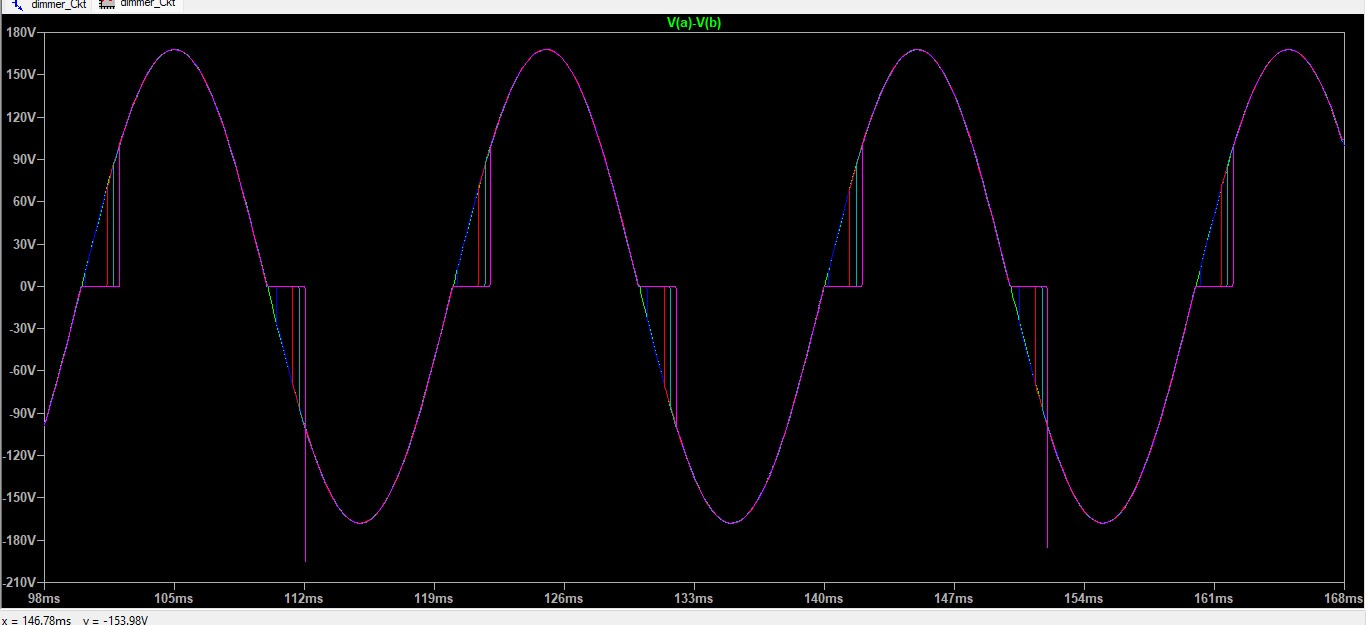 dimmer_Ckt dimmer_Ckt
V(a)-V(b)
180V
150V
120V
90V
60V
30V
0V
-30V
-60V
-90V
-120V
-150V
-180V
-210V
98ms 105ms 112ms 119ms 126ms 133ms 140ms 147ms 154ms 161ms 168ms
x = 146.78ms y = -153.98V